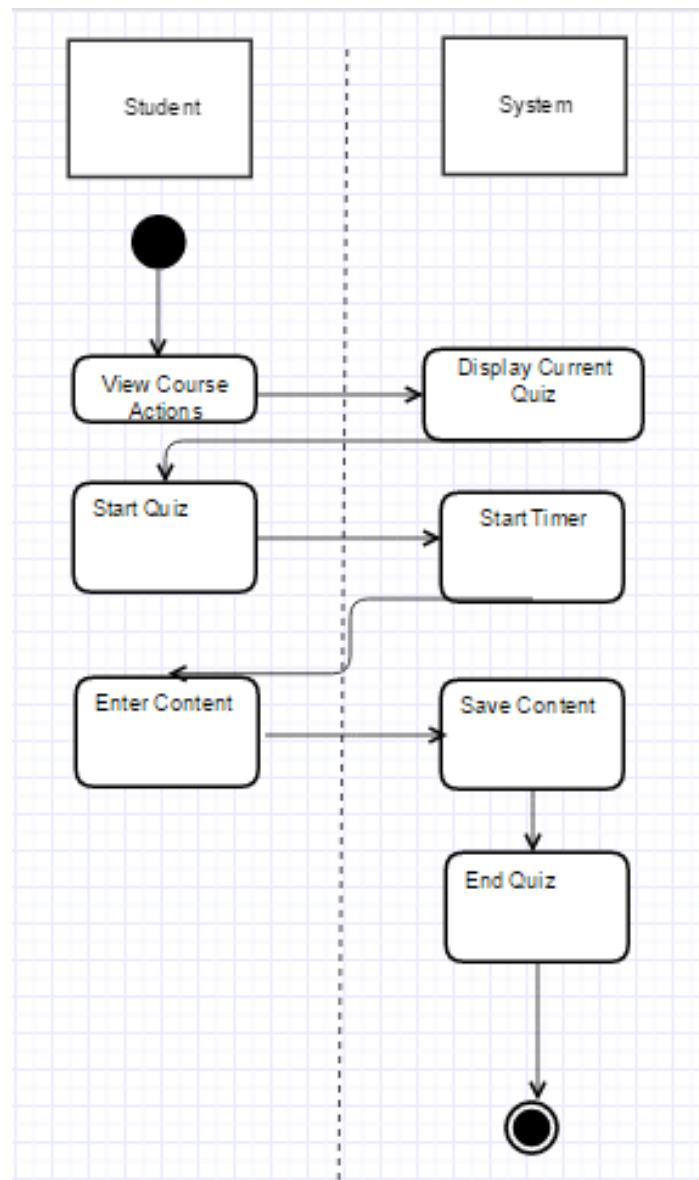 Student
System
View Course
Actions
Display Current
Quiz
Start Quiz
Start Timer
Enter Content
Save Content
End Quiz